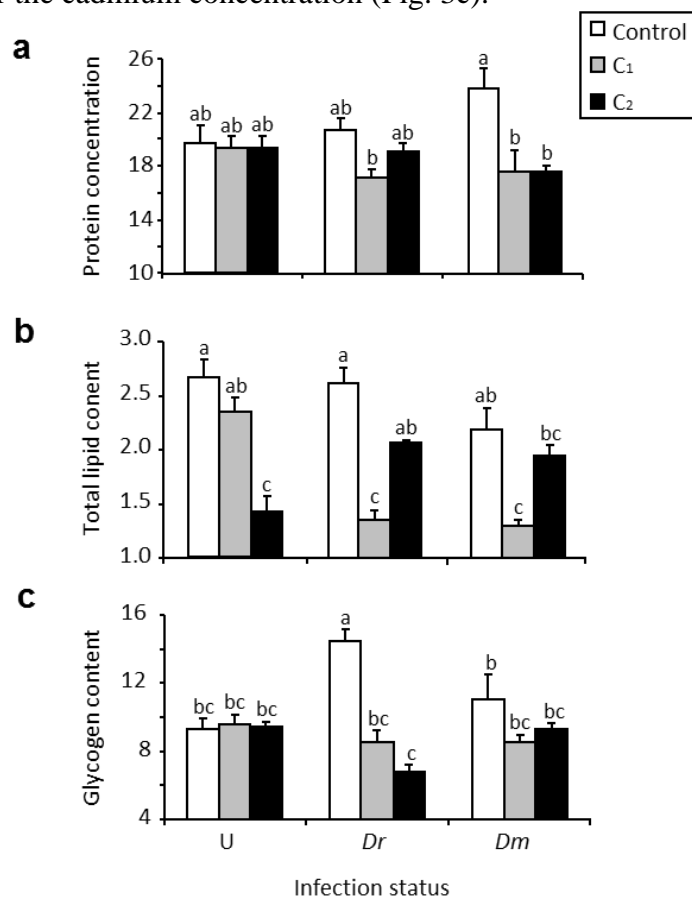 the cadmium concentration (Fig. 3c).
Control
C1
C2
a
Protein concentration
26
22
18
14
10
ab ab ab
ab b ab
a b b
b
Total lipid conent
3.0
2.5
2.0
1.5
1.0
a ab c
a c ab
ab c bc
c
Glycogen content
16
12
8
4
bc bc bc
a bc c
b bc bc
U Dr Dm
Infection status